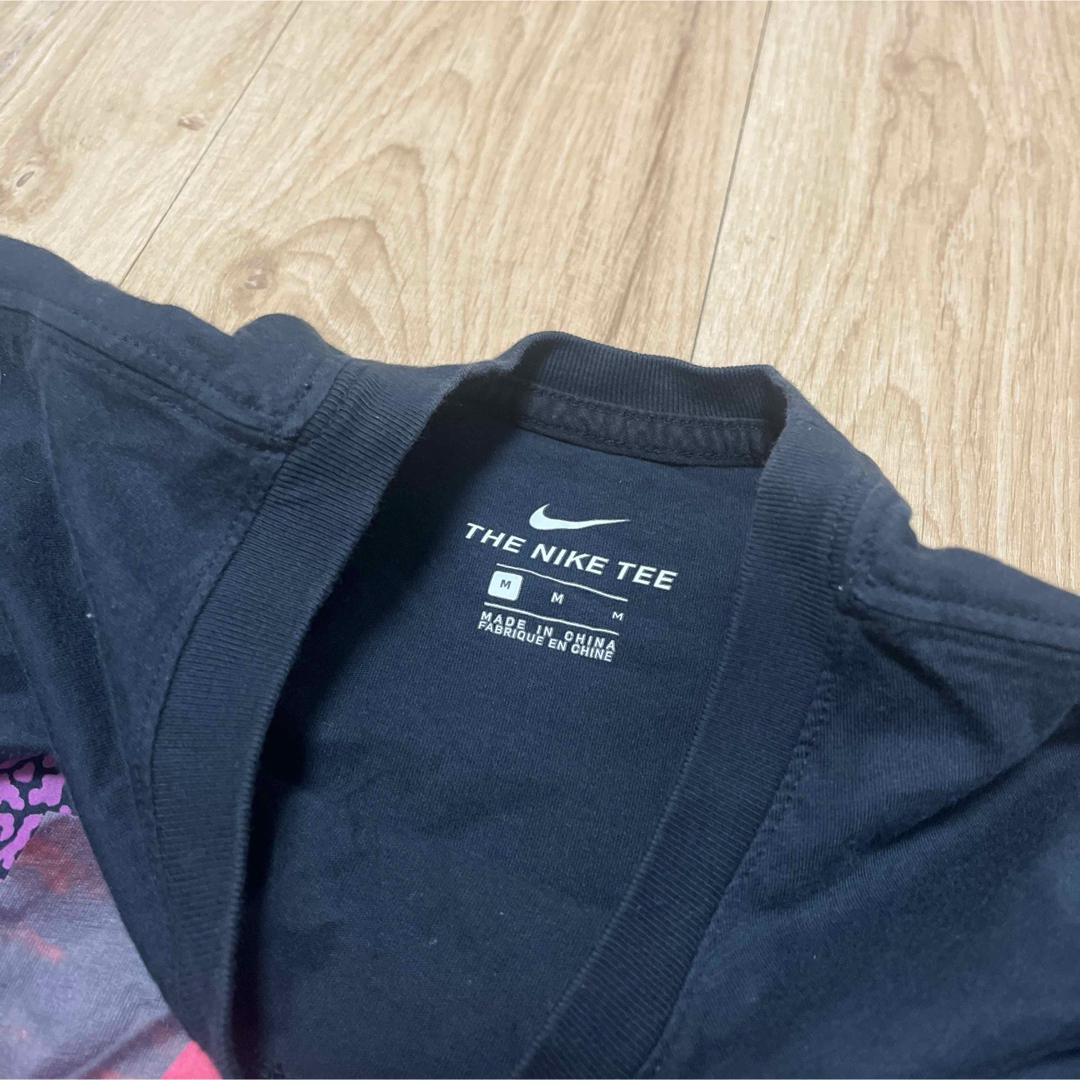 THE NIKE TEE
M M M
MADE IN CHINA
FABRIQUE EN CHINE